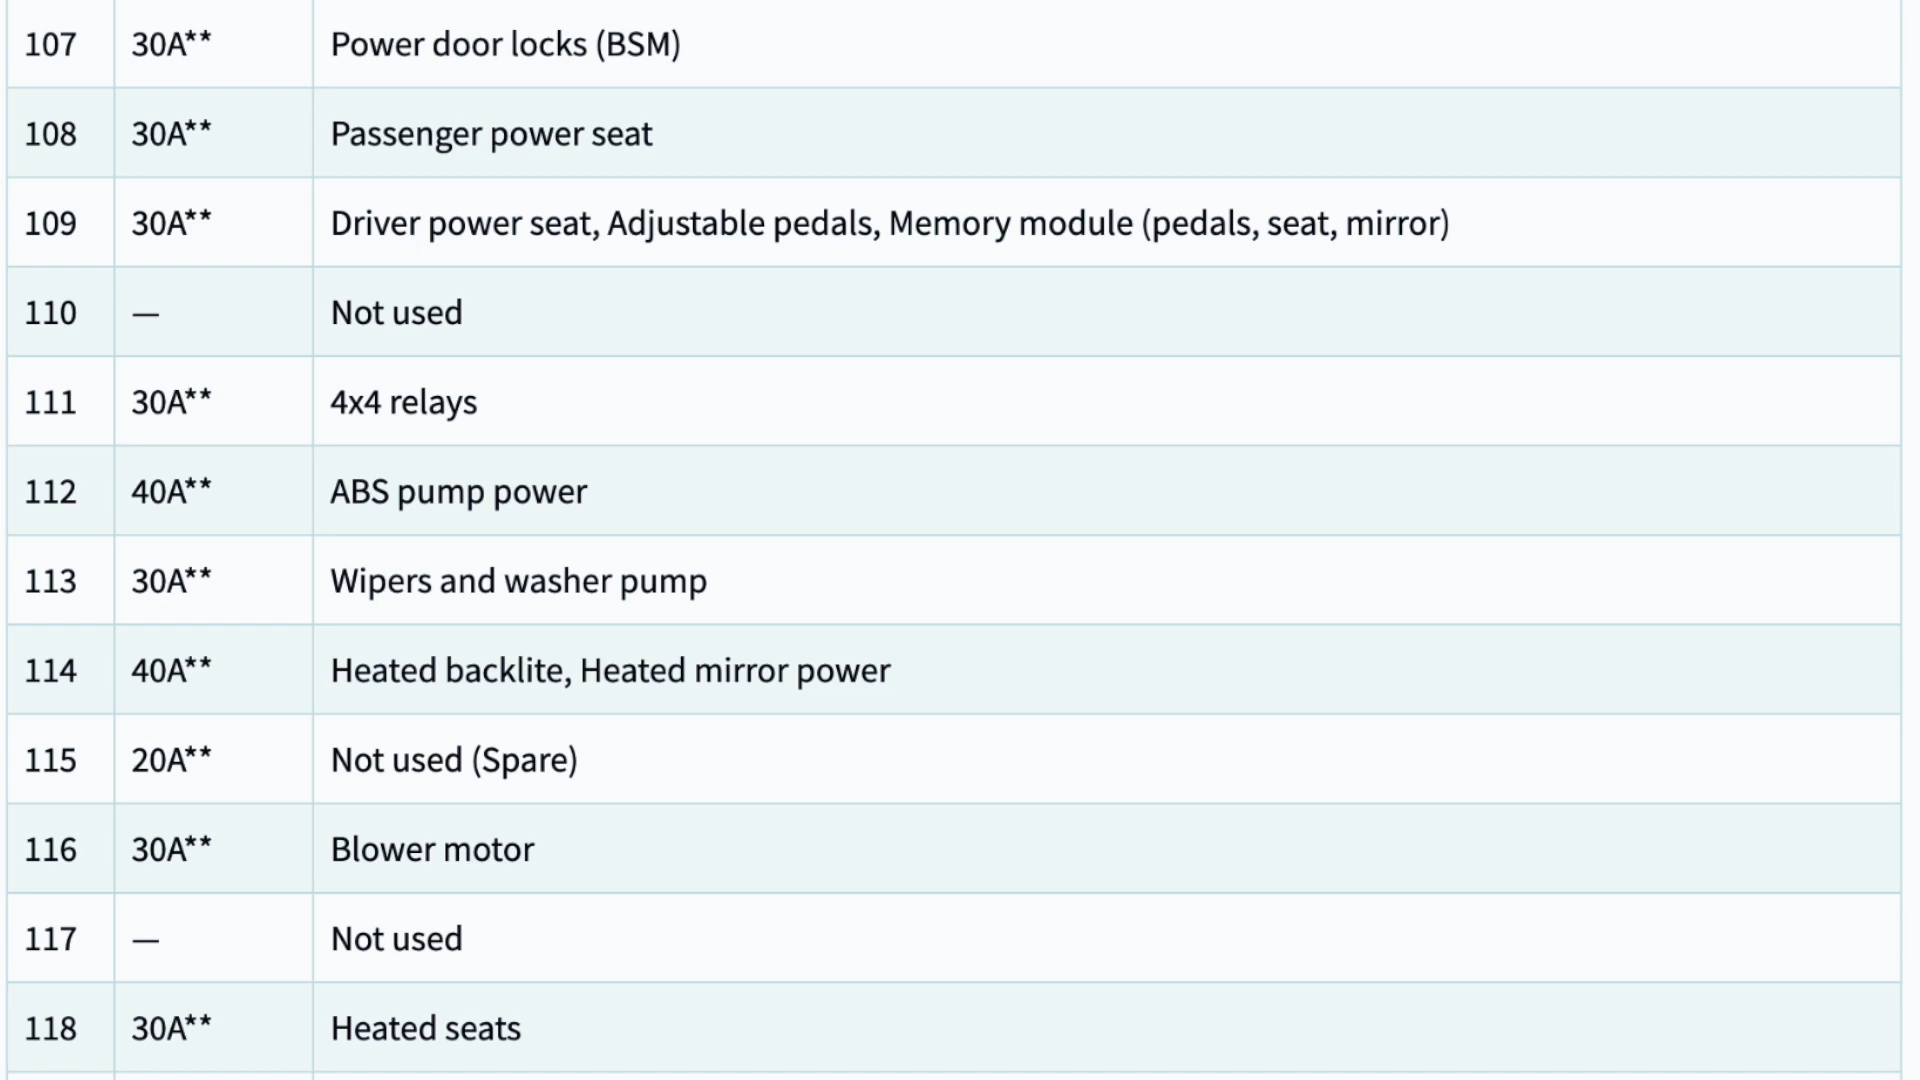 107 30A** Power door locks (BSM)
108 30A** Passenger power seat
109 30A** Driver power seat, Adjustable pedals, Memory module (pedals, seat, mirror)
110 — Not used
111 30A** 4x4 relays
112 40A** ABS pump power
113 30A** Wipers and washer pump
114 40A** Heated backlite, Heated mirror power
115 20A** Not used (Spare)
116 30A** Blower motor
117 — Not used
118 30A** Heated seats